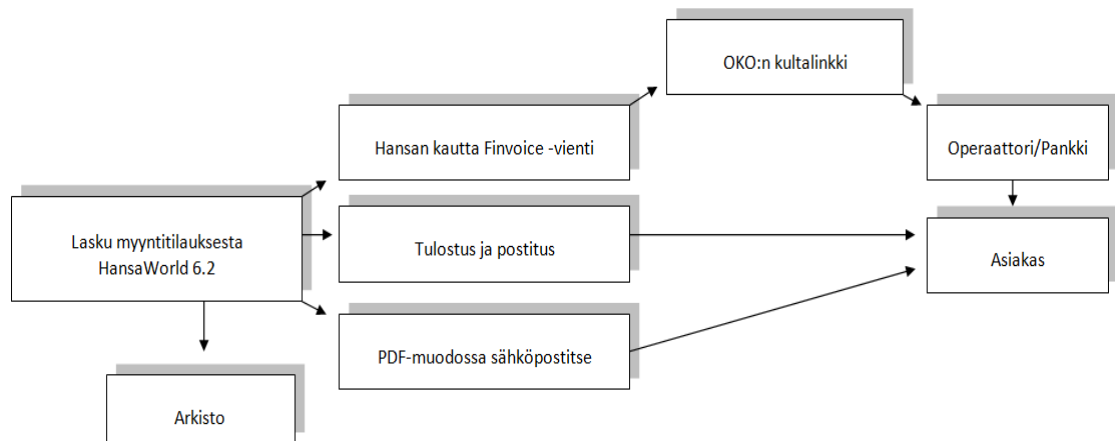 OKO:n kultalinkki
Hansan kautta Finvoice -vienti
Operaattori/Pankki
Lasku myyntitilauksesta
HansaWorld 6.2
Tulostus ja postitus
Asiakas
PDF-muodossa sähköpostitse
Arkisto